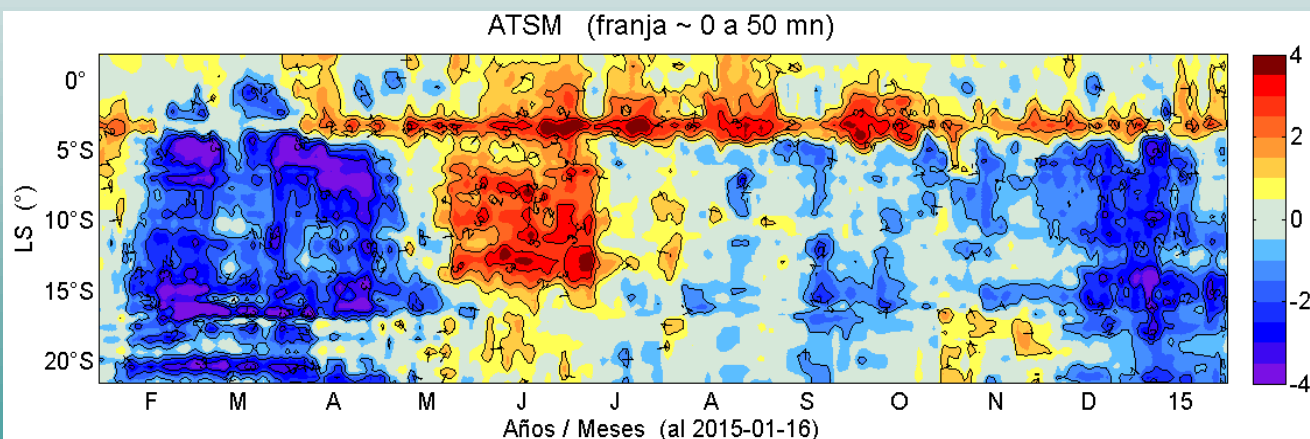 ATSM (franja ~ 0 a 50 mn)
0°
5°S
10°S
15°S
20°S
LS (°)
4
2
0
-2
-4
F M A M J J A S O N D 15
Años / Meses (al 2015-01-16)